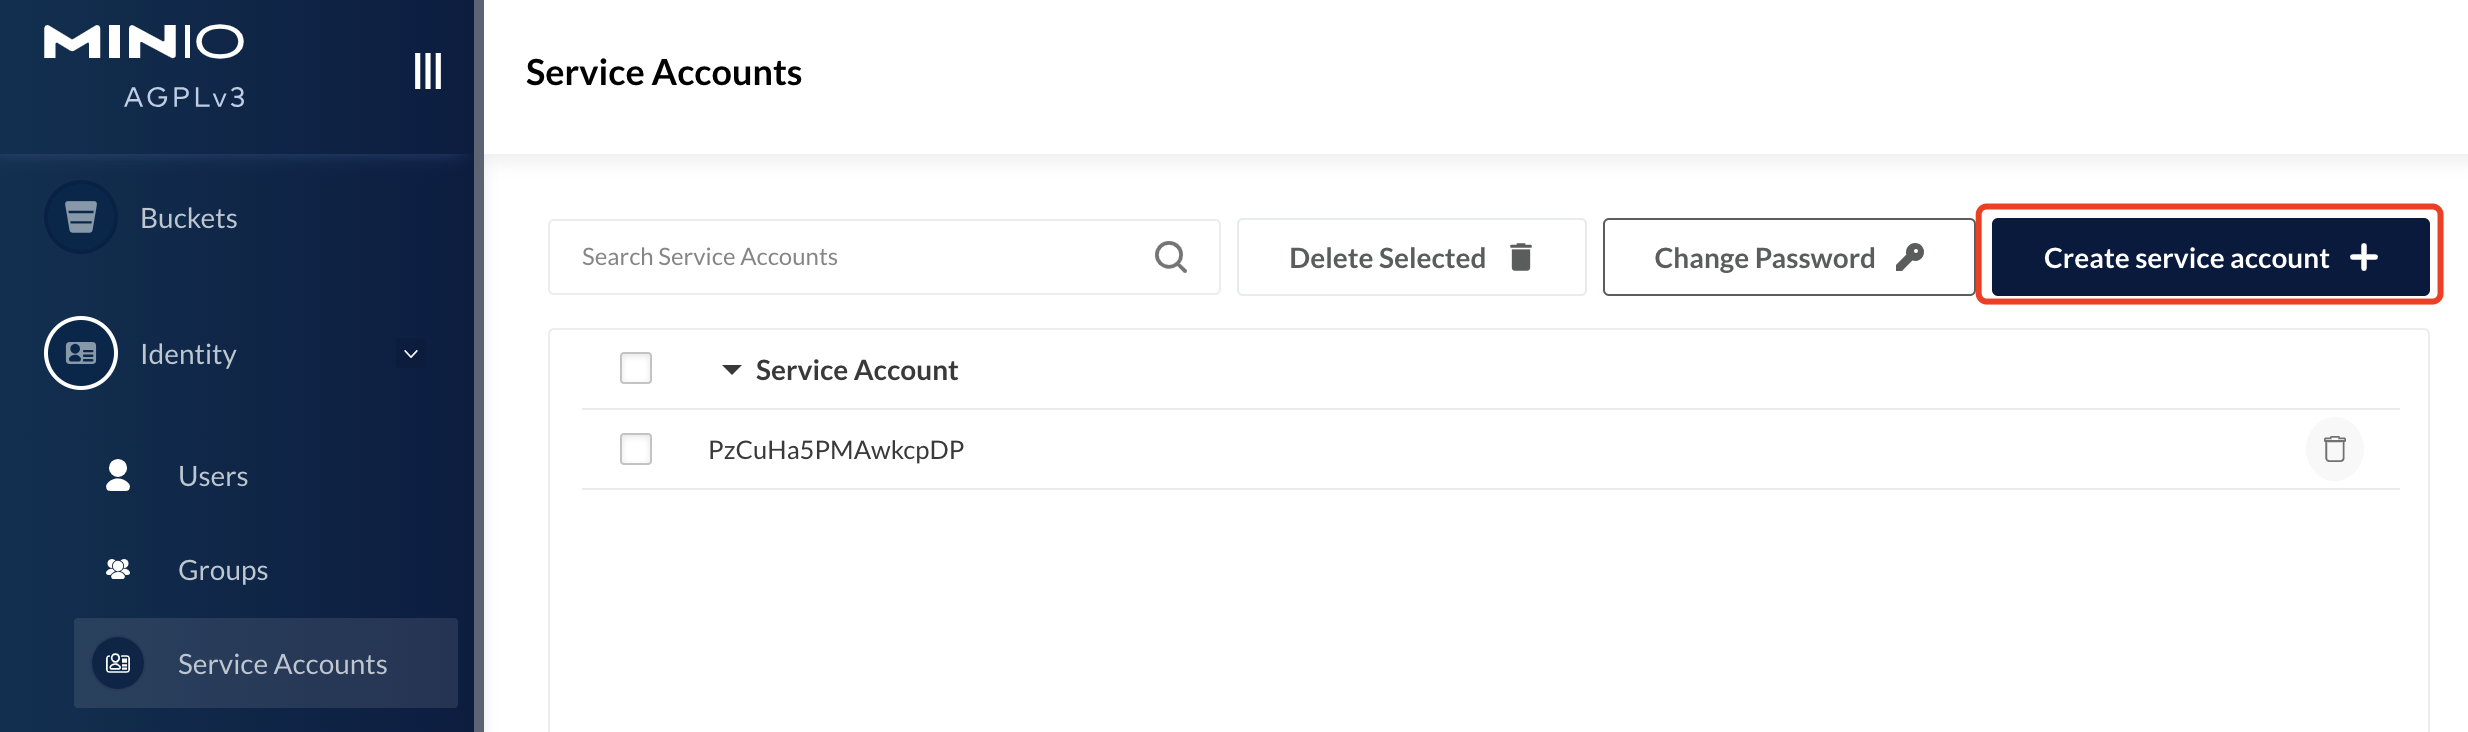 MINIO
AGPLv3
Service Accounts
Buckets
Search Service Accounts
Delete Selected
Change Password
Create service account
Identity
Service Account
PzCuHa5PMAwkcpDP
Users
Groups
Service Accounts